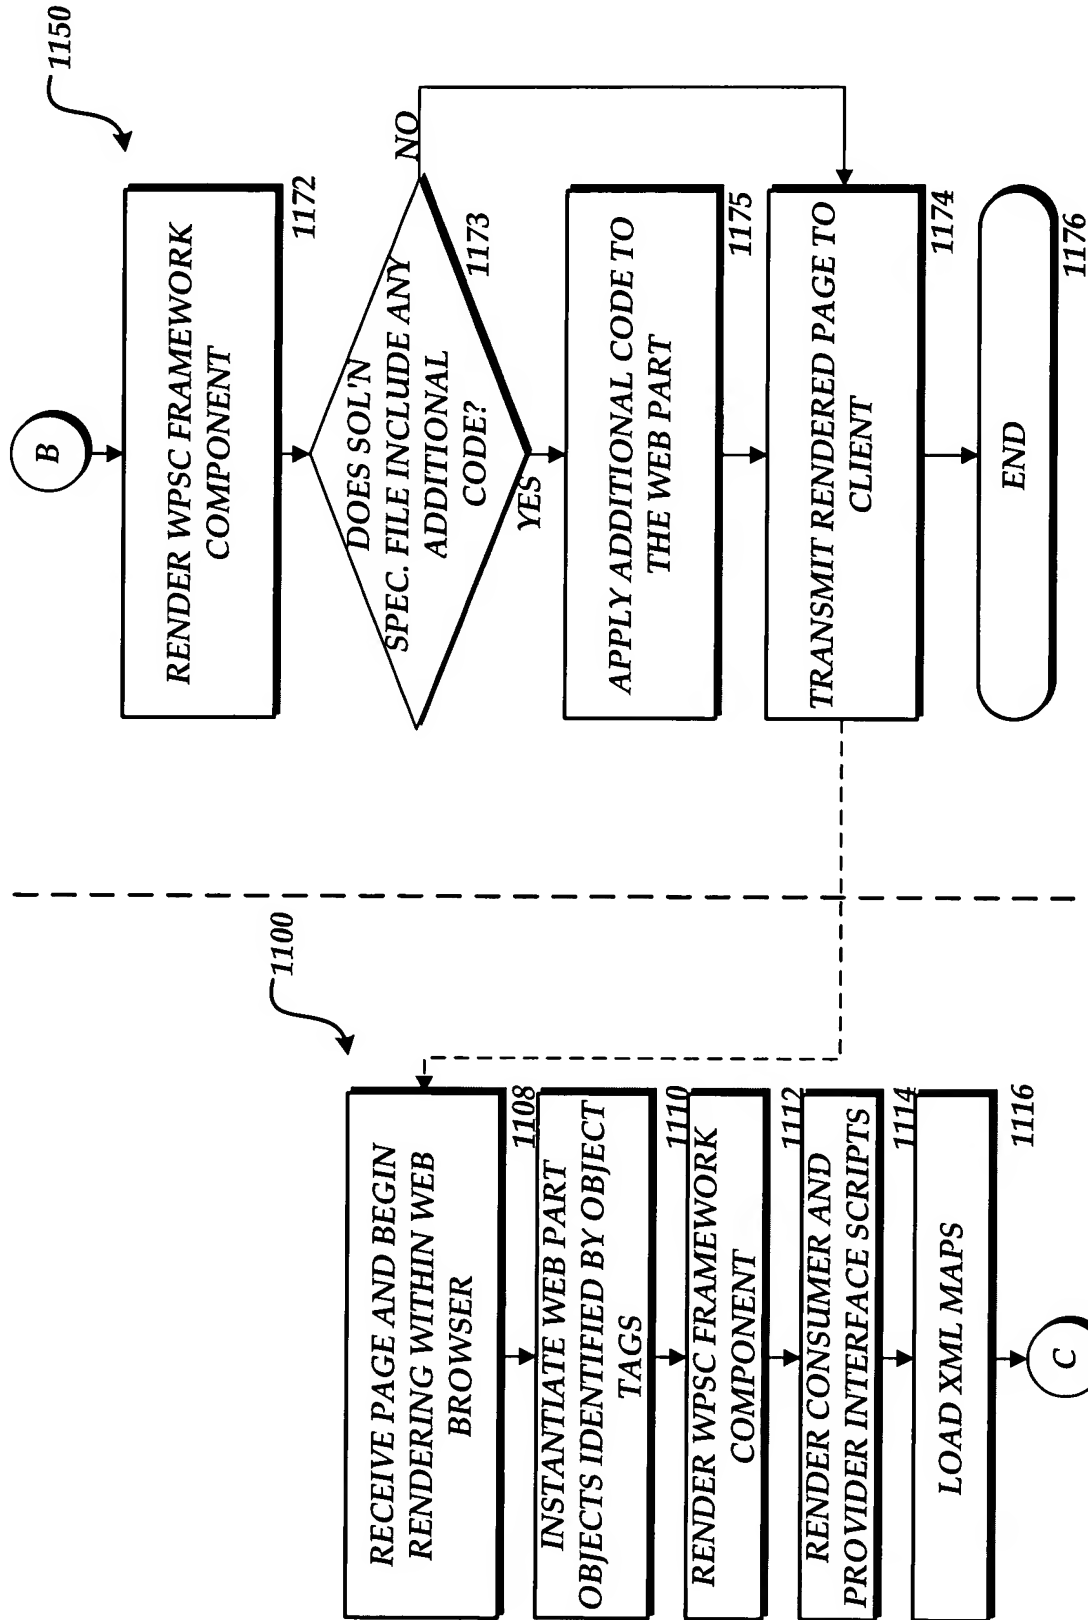 1100
RECEIVE PAGE AND BEGIN
RENDERING WITHIN WEB
BROWSER
1108
INSTANTIATE WEB PART
OBJECTS IDENTIFIED BY OBJECT
TAGS
1110
RENDER WPSC FRAMEWORK
COMPONENT
1112
RENDER CONSUMER AND
PROVIDER INTERFACE SCRIPTS
1114
LOAD XML MAPS
1116
C
1150
B
RENDER WPSC FRAMEWORK
COMPONENT
1172
DOES SOL'N
SPEC. FILE INCLUDE ANY
ADDITIONAL
CODE?
1173
NO
YES
APPLY ADDITIONAL CODE TO
THE WEB PART
1175
TRANSMIT RENDERED PAGE TO
CLIENT
1174
END
1176